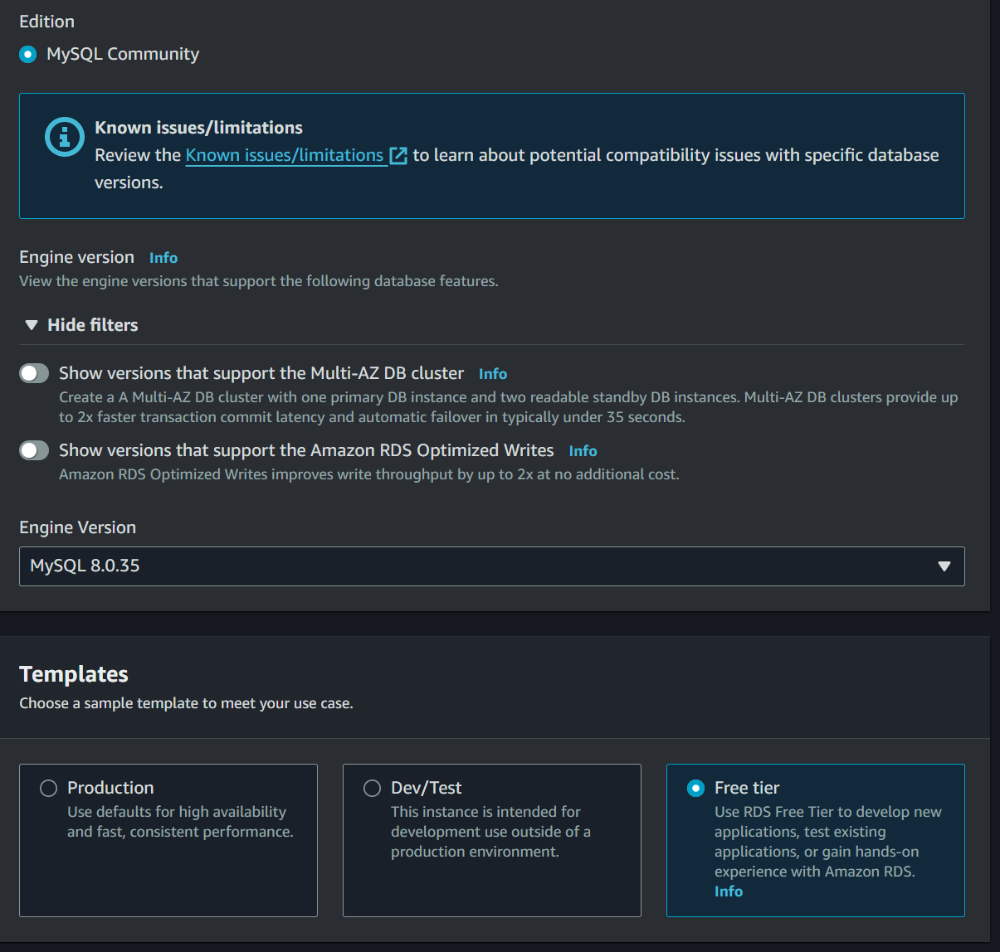 Edition
MySQL Community
Known issues/limitations
Review the Known issues/limitations to learn about potential compatibility issues with specific database
versions.
Engine version Info
View the engine versions that support the following database features.
Hide filters
Show versions that support the Multi-AZ DB cluster Info
Create a A Multi-AZ DB cluster with one primary DB instance and two readable standby DB instances. Multi-AZ DB clusters provide up
to 2x faster transaction commit latency and automatic failover in typically under 35 seconds.
Show versions that support the Amazon RDS Optimized Writes Info
Amazon RDS Optimized Writes improves write throughput by up to 2x at no additional cost.
Engine Version
MySQL 8.0.35
Templates
Choose a sample template to meet your use case.
Production
Use defaults for high availability
and fast, consistent performance.
Dev/Test
This instance is intended for
development use outside of a
production environment.
Free tier
Use RDS Free Tier to develop new
applications, test existing
applications, or gain hands-on
experience with Amazon RDS.
Info